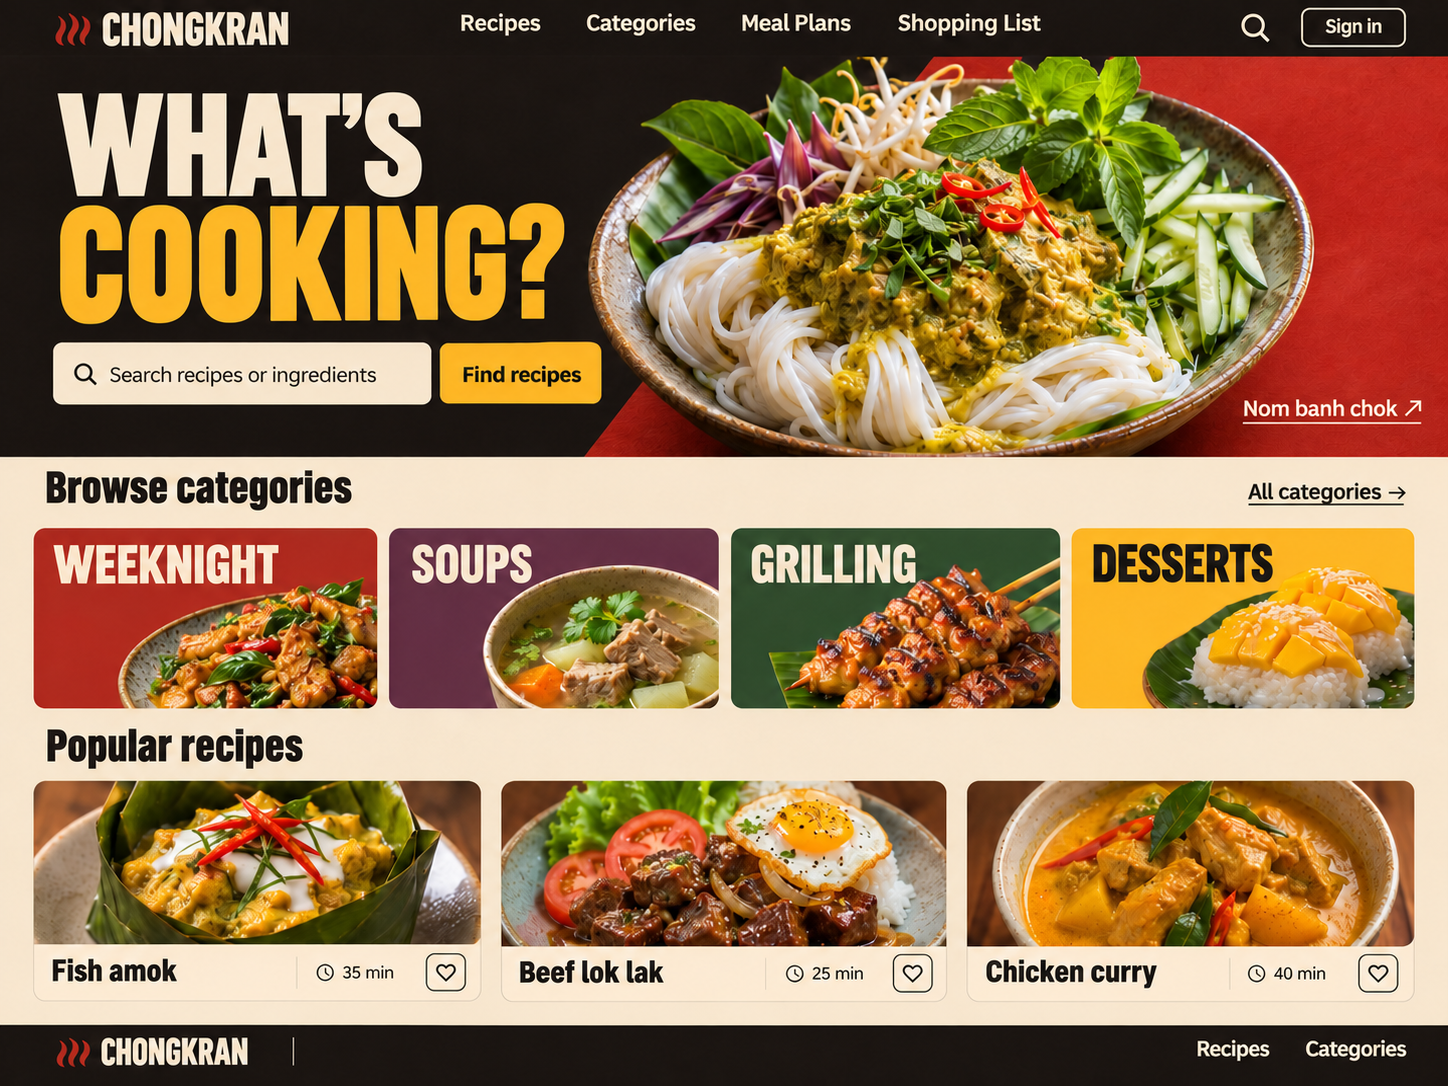 CHONGKRAN
Recipes
Categories
Meal Plans
Shopping List
Sign in
WHAT'S
COOKING?
Search recipes or ingredients
Find recipes
Nom banh chok ↗
Browse categories
All categories →
WEEKNIGHT
SOUPS
GRILLING
DESSERTS
Popular recipes
Fish amok
35 min
Beef lok lak
25 min
Chicken curry
40 min
CHONGKRAN
Recipes
Categories